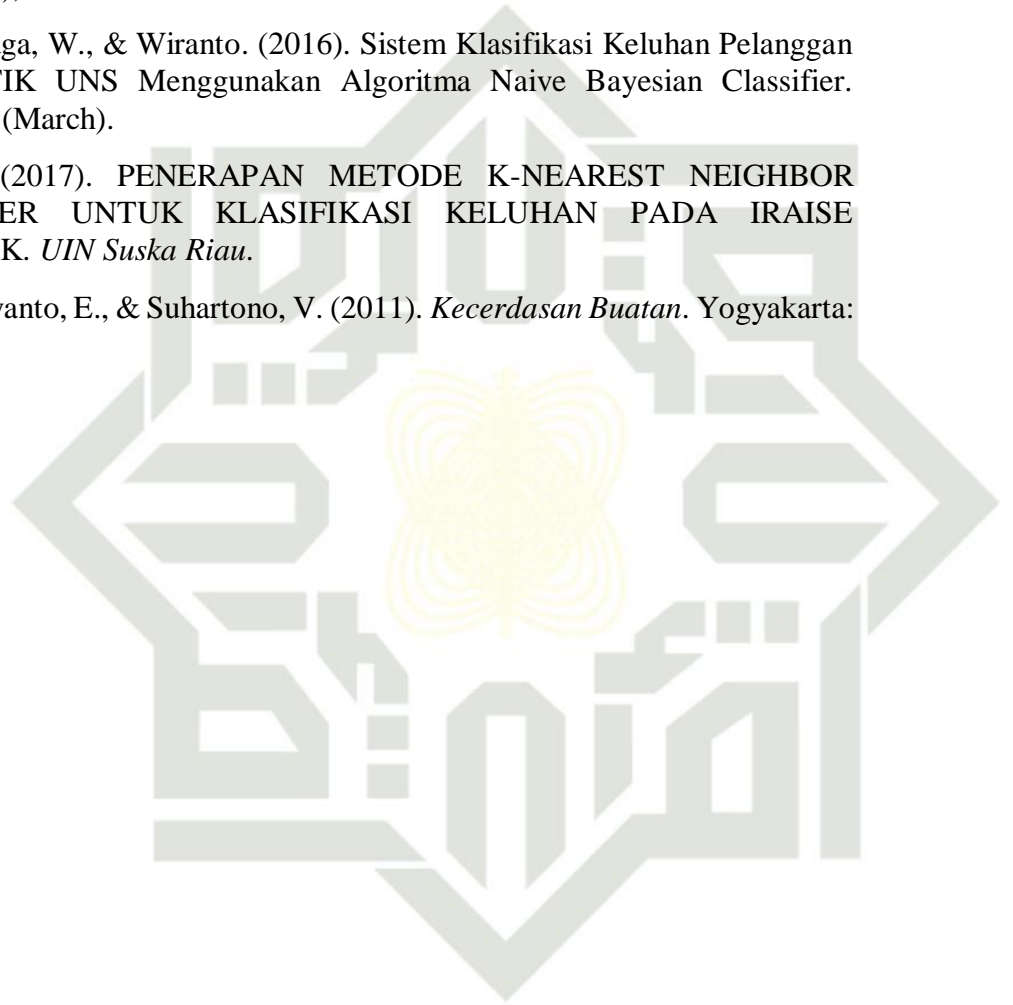 ga, W., & Wiranto. (2016). Sistem Klasifikasi Keluhan Pelanggan
TIK UNS Menggunakan Algoritma Naive Bayesian Classifier.
(March).
(2017). PENERAPAN METODE K-NEAREST NEIGHBOR
ER UNTUK KLASIFIKASI KELUHAN PADA IRAISE
K. UIN Suska Riau.
anto, E., & Suhartono, V. (2011). Kecerdasan Buatan. Yogyakarta: